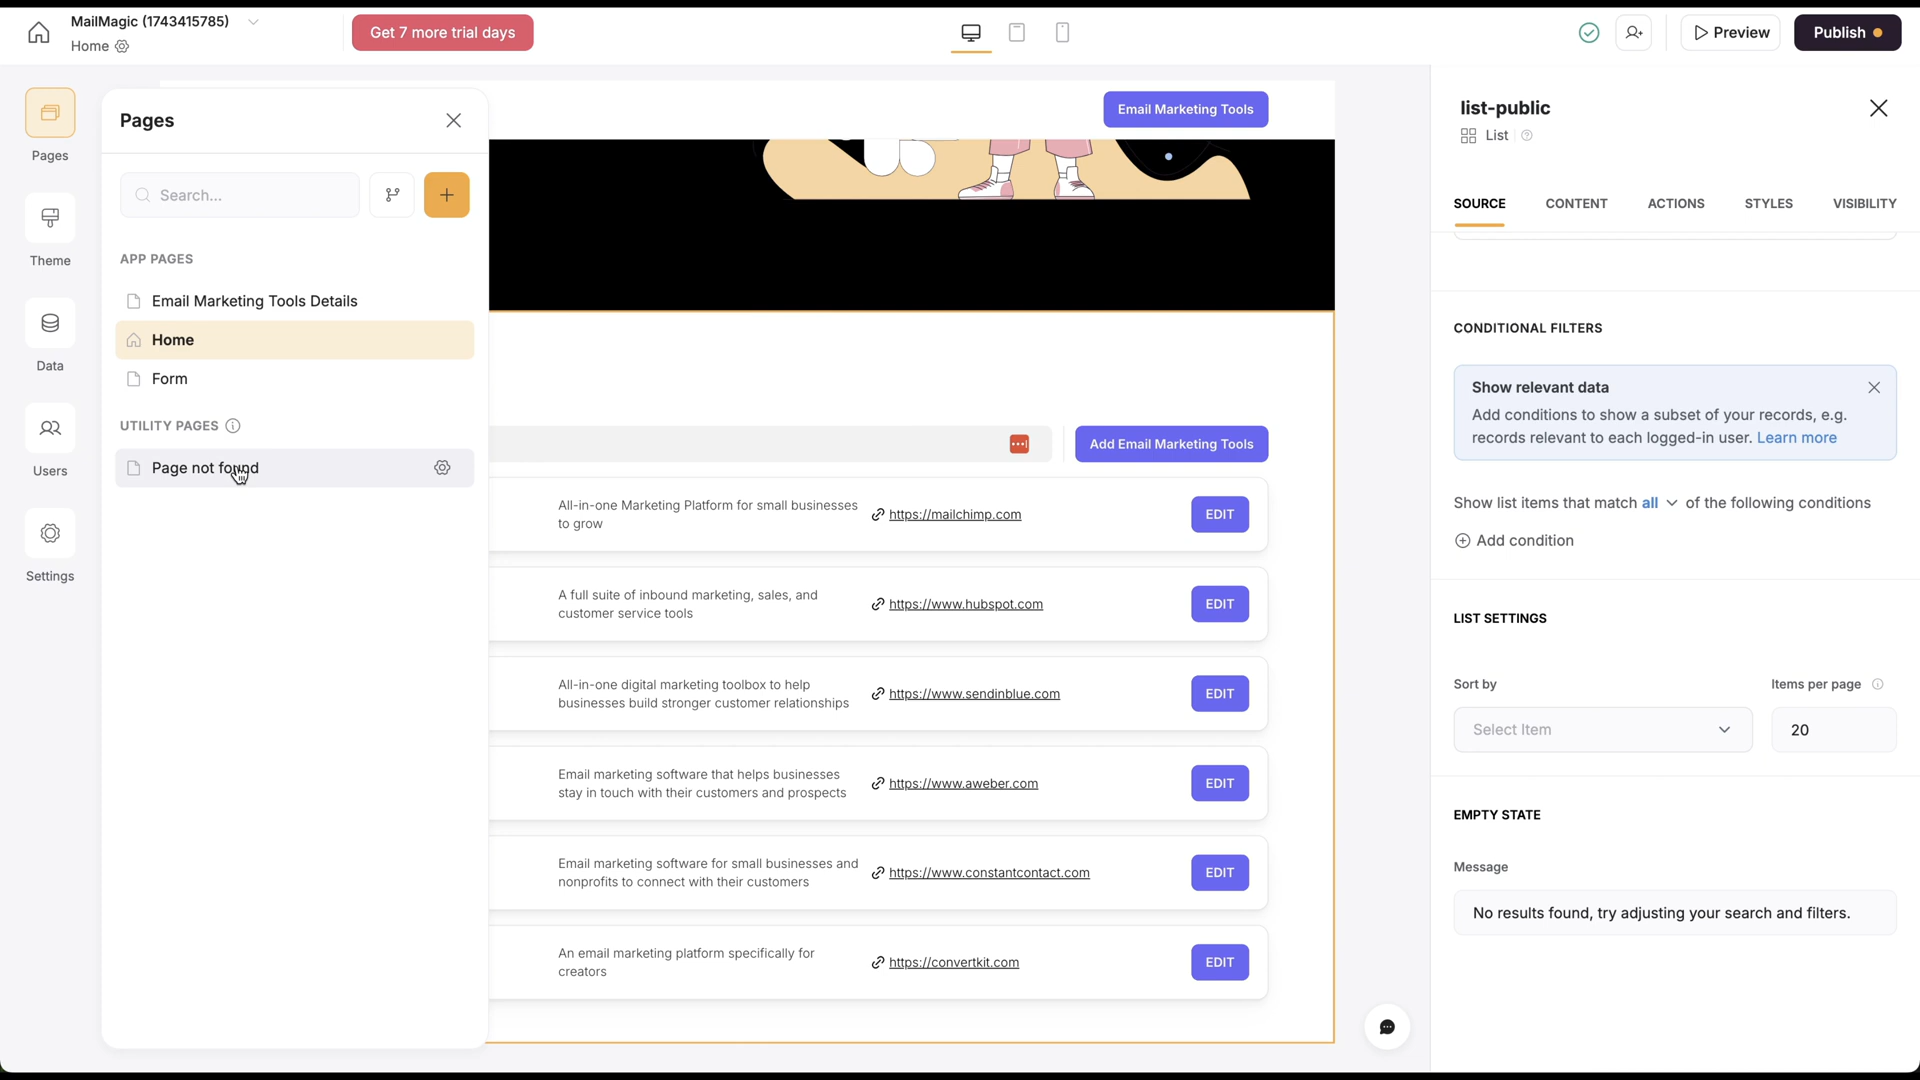 MailMagic (1743415785)
Home
Get 7 more trial days
Preview
Publish
Pages
Theme
Data
Users
Settings
Pages
Search...
APP PAGES
Email Marketing Tools Details
Home
Form
UTILITY PAGES
Page not found
Email Marketing Tools
Add Email Marketing Tools
All-in-one Marketing Platform for small businesses
to grow
https://mailchimp.com
EDIT
A full suite of inbound marketing, sales, and
customer service tools
https://www.hubspot.com
EDIT
All-in-one digital marketing toolbox to help
businesses build stronger customer relationships
https://www.sendinblue.com
EDIT
Email marketing software that helps businesses
stay in touch with their customers and prospects
https://www.aweber.com
EDIT
Email marketing software for small businesses and
nonprofits to connect with their customers
https://www.constantcontact.com
EDIT
An email marketing platform specifically for
creators
https://convertkit.com
EDIT
list-public
List
SOURCE CONTENT ACTIONS STYLES VISIBILITY
CONDITIONAL FILTERS
Show relevant data
Add conditions to show a subset of your records, e.g.
records relevant to each logged-in user. Learn more
Show list items that match all of the following conditions
Add condition
LIST SETTINGS
Sort by
Items per page
Select Item
20
EMPTY STATE
Message
No results found, try adjusting your search and filters.